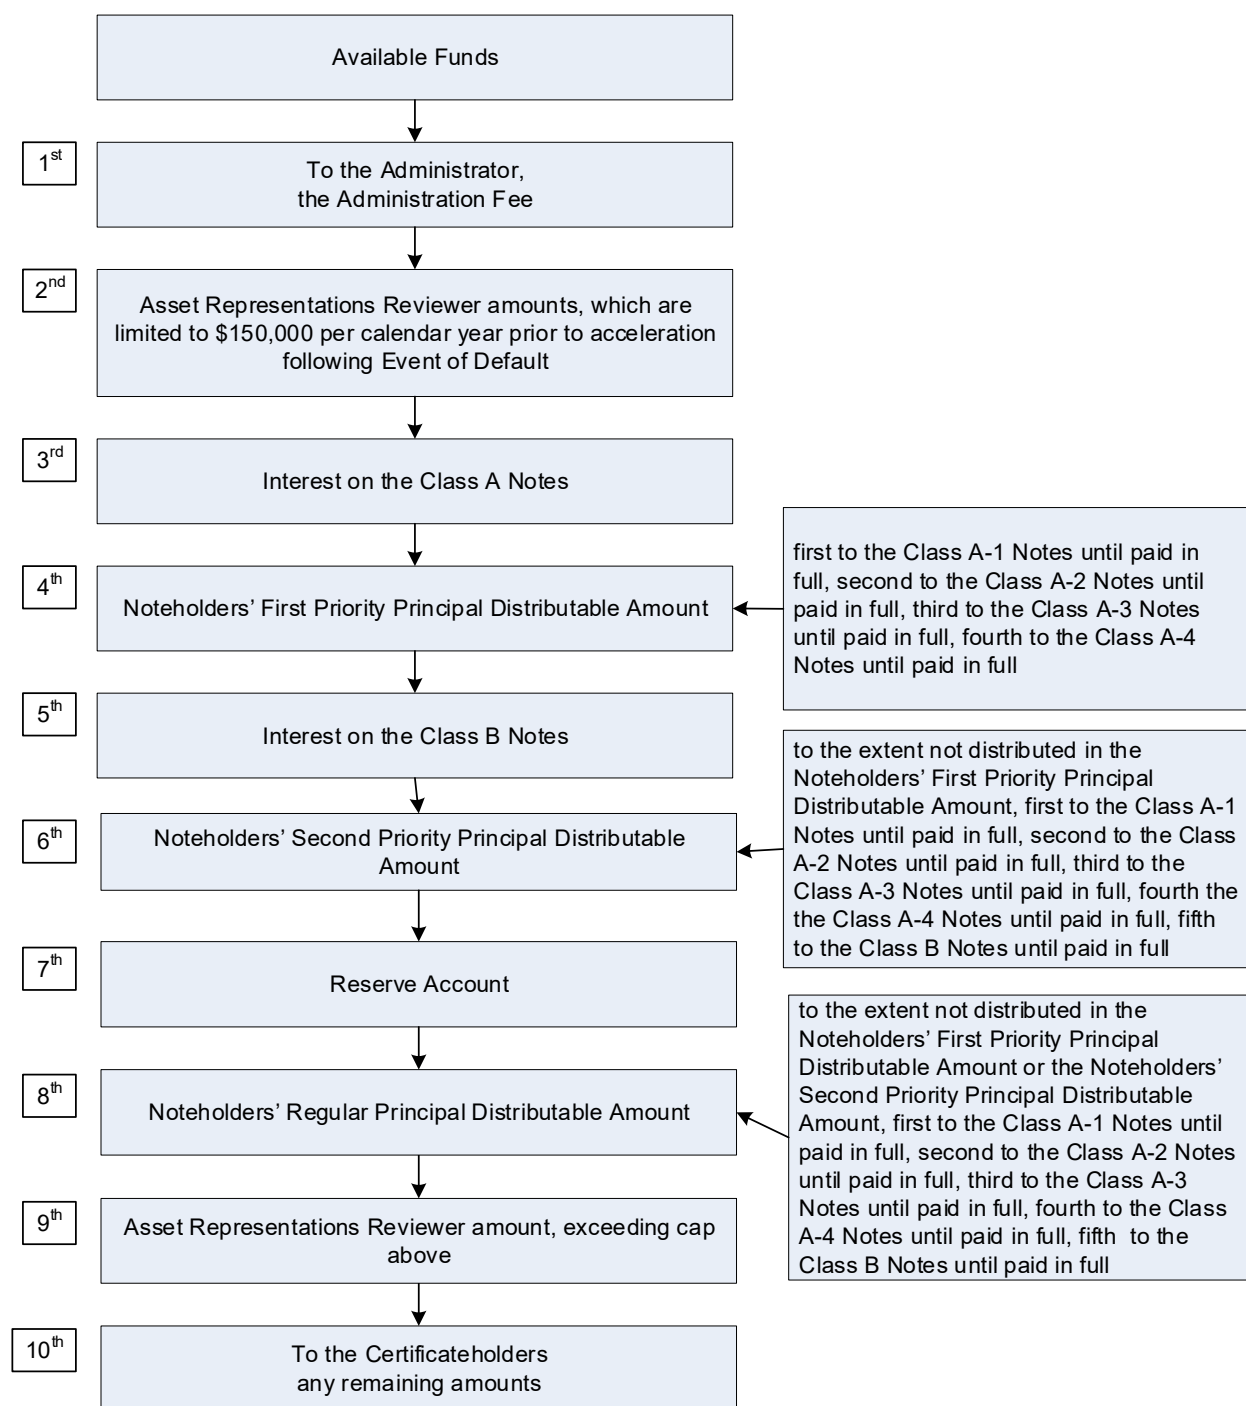 Available Funds
1st
To the Administrator,
the Administration Fee
2nd
Asset Representations Reviewer amounts, which are
limited to $150,000 per calendar year prior to acceleration
following Event of Default
3rd
Interest on the Class A Notes
4th
Noteholders’ First Priority Principal Distributable Amount
first to the Class A-1 Notes until paid in
full, second to the Class A-2 Notes until
paid in full, third to the Class A-3 Notes
until paid in full, fourth to the Class A-4
Notes until paid in full
5th
Interest on the Class B Notes
6th
Noteholders’ Second Priority Principal Distributable
Amount
to the extent not distributed in the
Noteholders’ First Priority Principal
Distributable Amount, first to the Class A-1
Notes until paid in full, second to the Class
A-2 Notes until paid in full, third to the
Class A-3 Notes until paid in full, fourth the
the Class A-4 Notes until paid in full, fifth
to the Class B Notes until paid in full
7th
Reserve Account
8th
Noteholders’ Regular Principal Distributable Amount
to the extent not distributed in the
Noteholders’ First Priority Principal
Distributable Amount or the Noteholders’
Second Priority Principal Distributable
Amount, first to the Class A-1 Notes until
paid in full, second to the Class A-2 Notes
until paid in full, third to the Class A-3
Notes until paid in full, fourth to the Class
A-4 Notes until paid in full, fifth to the
Class B Notes until paid in full
9th
Asset Representations Reviewer amount, exceeding cap
above
10th
To the Certificateholders
any remaining amounts